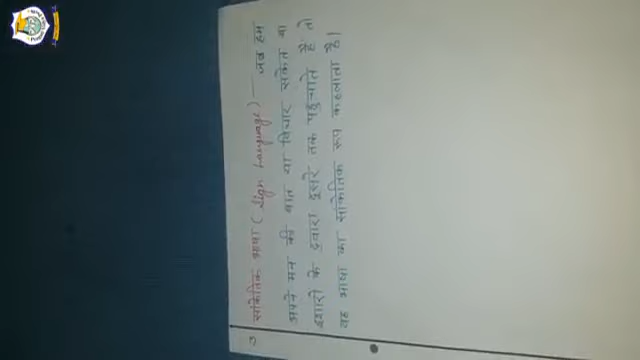 3 सांकेतिक भाषा ( Sign Language) — जब हम
अपने मन की बात या विचार संकेत वा
इशारों के द्वारा दूसरे तक पहुंचाते है तो
वह भाषा का सांकेतिक रूप कहलाता है।